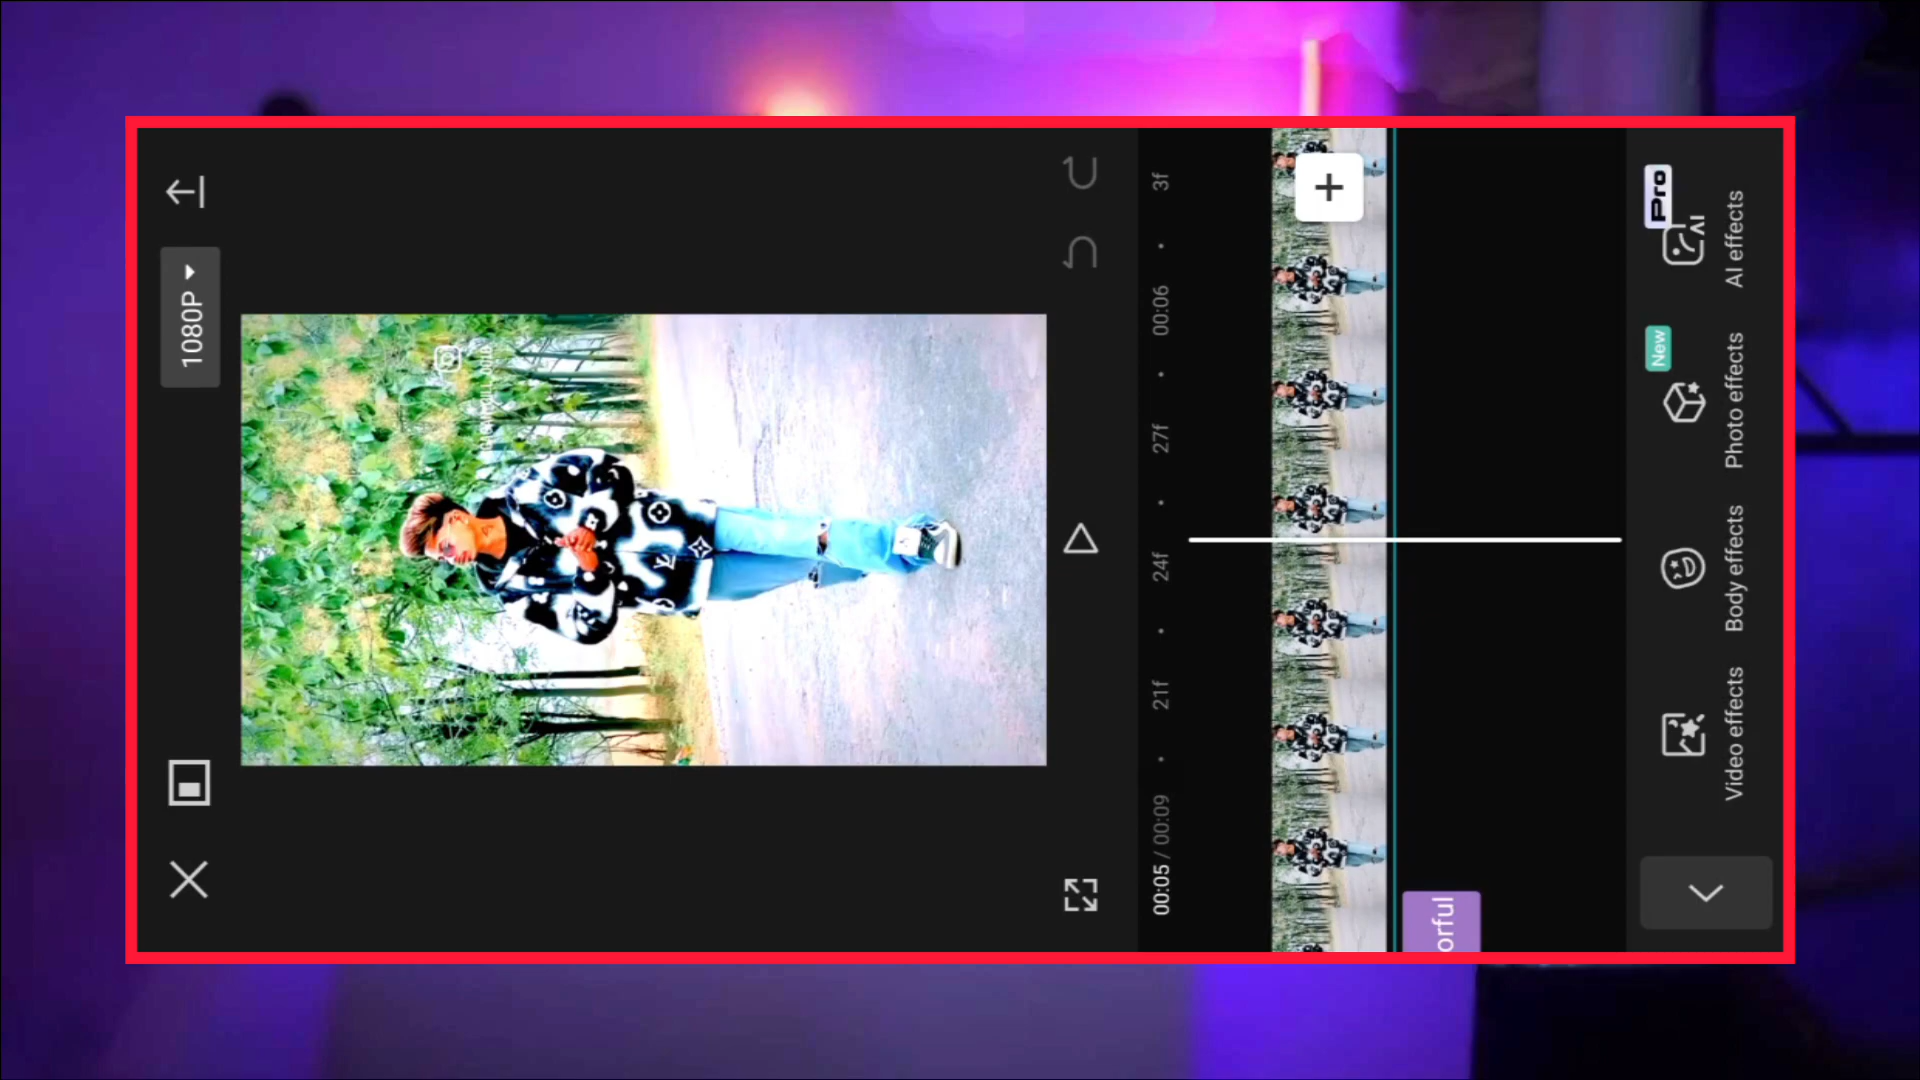 1080P
00:05 / 00:09
21f
24f
27f
00:06
3f
orful
Video effects
Body effects
New
Photo effects
Pro
AI
AI effects